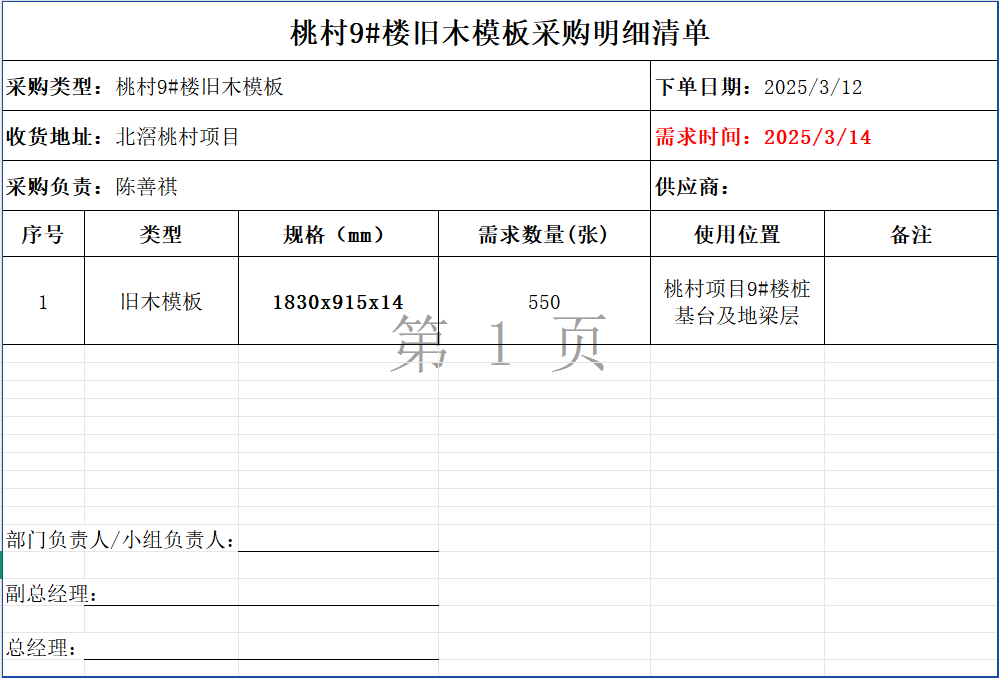 桃村9#楼旧木模板采购明细清单
采购类型：桃村9#楼旧木模板 下单日期：2025/3/12
收货地址：北滘桃村项目 需求时间：2025/3/14
采购负责：陈善祺 供应商：
序号 类型 规格（mm） 需求数量(张) 使用位置 备注
1 旧木模板 1830x915x14 550 桃村项目9#楼桩
基台及地梁层
第 1 页
部门负责人/小组负责人：
副总经理：
总经理：